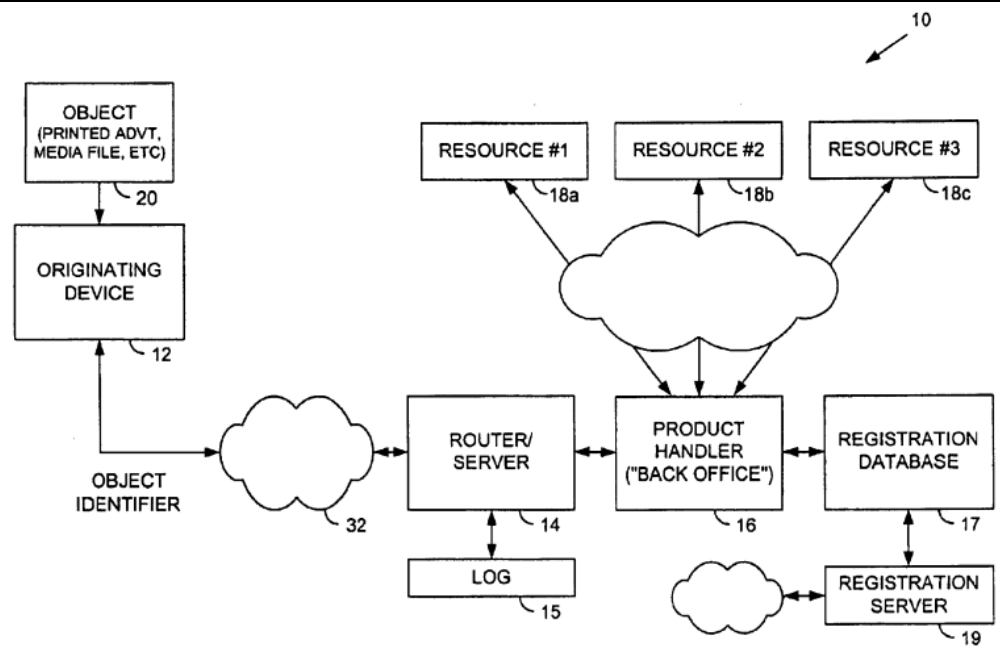 10
OBJECT
(PRINTED ADVT,
MEDIA FILE, ETC)
20
RESOURCE #1
18a
RESOURCE #2
18b
RESOURCE #3
18c
ORIGINATING
DEVICE
12
OBJECT
IDENTIFIER
32
ROUTER/
SERVER
14
LOG
15
PRODUCT
HANDLER
("BACK OFFICE")
16
REGISTRATION
DATABASE
17
REGISTRATION
SERVER
19